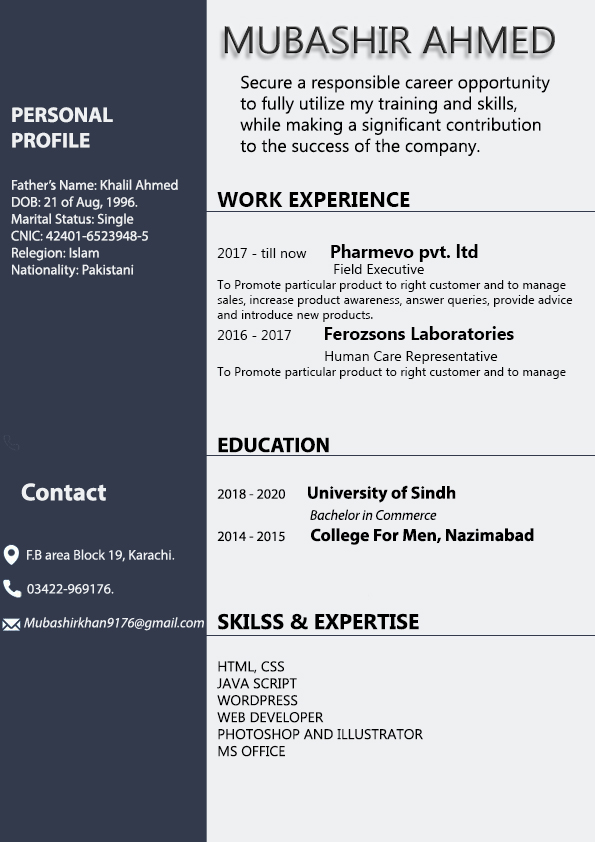 MUBASHIR AHMED
Secure a responsible career opportunity
to fully utilize my training and skills,
while making a significant contribution
to the success of the company.
PERSONAL
PROFILE
Father's Name: Khalil Ahmed
DOB: 21 of Aug, 1996.
Marital Status: Single
CNIC: 42401-6523948-5
Relegion: Islam
Nationality: Pakistani
Contact
F.B area Block 19, Karachi.
03422-969176.
Mubashirkhan9176@gmail.com
WORK EXPERIENCE
2017 - till now Pharmevo pvt. ltd
Field Executive
To Promote particular product to right customer and to manage
sales, increase product awareness, answer queries, provide advice
and introduce new products.
2016 - 2017 Ferozsons Laboratories
Human Care Representative
To Promote particular product to right customer and to manage
EDUCATION
2018 - 2020 University of Sindh
Bachelor in Commerce
2014 - 2015 College For Men, Nazimabad
SKILSS & EXPERTISE
HTML, CSS
JAVA SCRIPT
WORDPRESS
WEB DEVELOPER
PHOTOSHOP AND ILLUSTRATOR
MS OFFICE